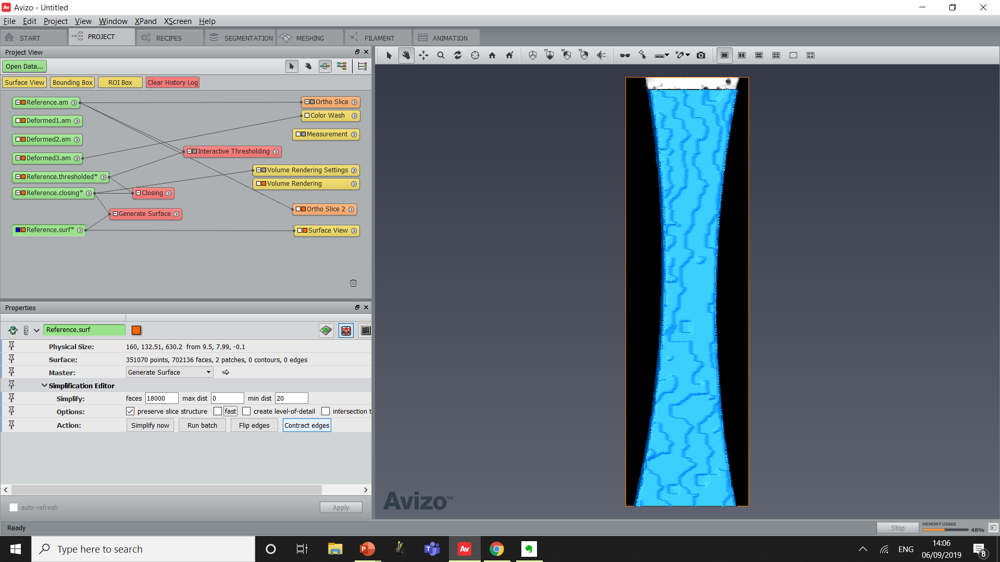 Avizo - Untitled
File Edit Project View Window XPand XScreen Help
START PROJECT RECIPES SEGMENTATION MESHING FILAMENT ANIMATION
Project View
Open Data...
Surface View Bounding Box ROI Box Clear History Log
Reference.am Ortho Slice
Deformed1.am Color Wash
Measurement
Deformed2.am
Interactive Thresholding
Deformed3.am
Volume Rendering Settings
Reference.thresholded*
Volume Rendering
Reference.closing* Closing
Ortho Slice 2
Generate Surface
Reference.surf* Surface View
Properties
Reference.surf
Physical Size: 160, 132.51, 630.2 from 9.5, 7.99, -0.1
Surface: 351070 points, 702136 faces, 2 patches, 0 contours, 0 edges
Master: Generate Surface
Simplification Editor
Simplify: faces 18000 max dist 0 min dist 20
Options: preserve slice structure fast create level-of-detail intersection t
Action: Simplify now Run batch Flip edges Contract edges
auto-refresh Apply
XY XZ YZ
Avizo™
Ready Stop MEMORY USAGE 48%
Type here to search
ENG 14:06
06/09/2019
8